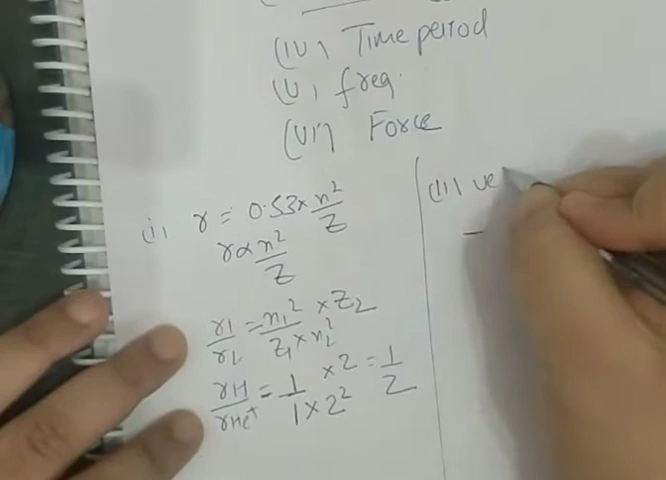 (IV) Time period
(V) freq.
(VI) Force
(i) r = 0.53 × n²/Z
r ∝ n²/Z
r1/r2 = n1² × Z2 / Z1 × n2²
rH/rHe⁺ = 1 × 2 / 1 × 2² = 1/2
(II) ve